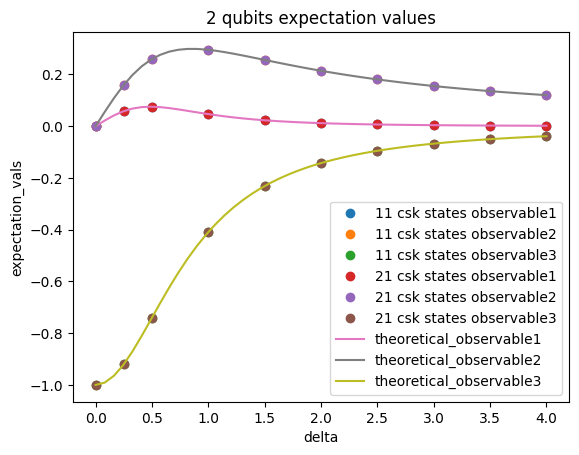 2 qubits expectation values
expectation_vals
0.2
0.0
−0.2
−0.4
−0.6
−0.8
−1.0
11 csk states observable1
11 csk states observable2
11 csk states observable3
21 csk states observable1
21 csk states observable2
21 csk states observable3
theoretical_observable1
theoretical_observable2
theoretical_observable3
0.0 0.5 1.0 1.5 2.0 2.5 3.0 3.5 4.0
delta